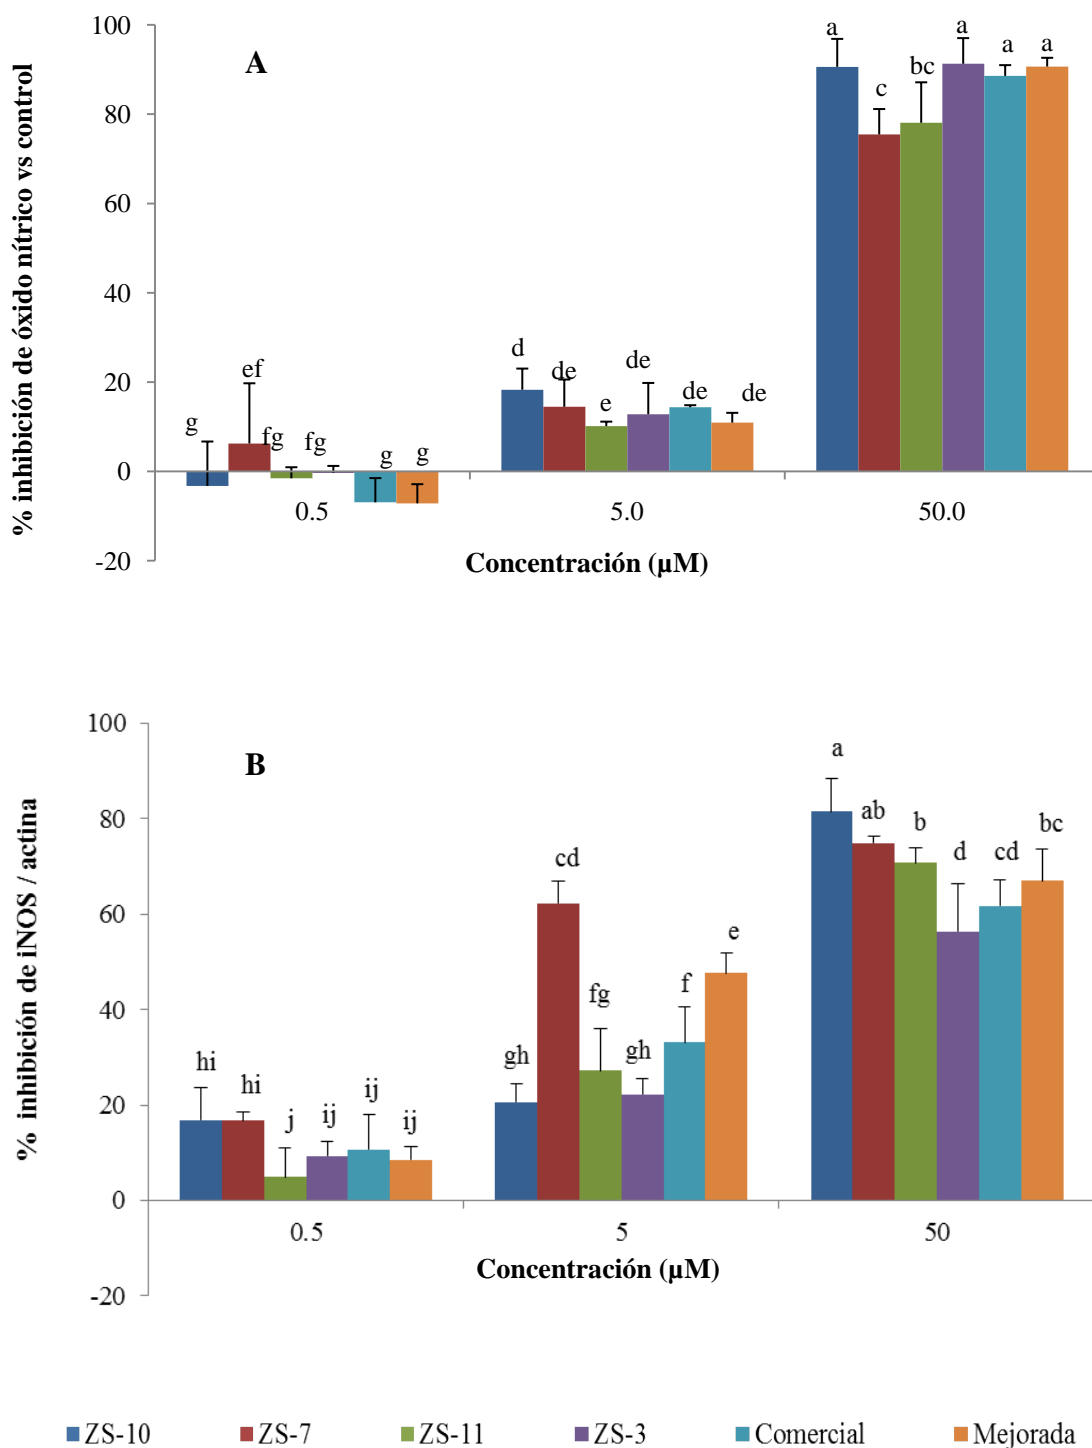 % inhibición de óxido nítrico vs control
100
80
60
40
20
0
-20
A
g
ef
fg
fg
g
g
d
de
e
de
de
de
a
c
bc
a
a
a
0.5
5.0
50.0
Concentración (µM)
% inhibición de iNOS / actina
100
80
60
40
20
0
-20
B
hi
hi
j
ij
ij
ij
gh
cd
fg
gh
f
e
a
ab
b
d
cd
bc
0.5
5
50
Concentración (µM)
ZS-10 ZS-7 ZS-11 ZS-3 Comercial Mejorada